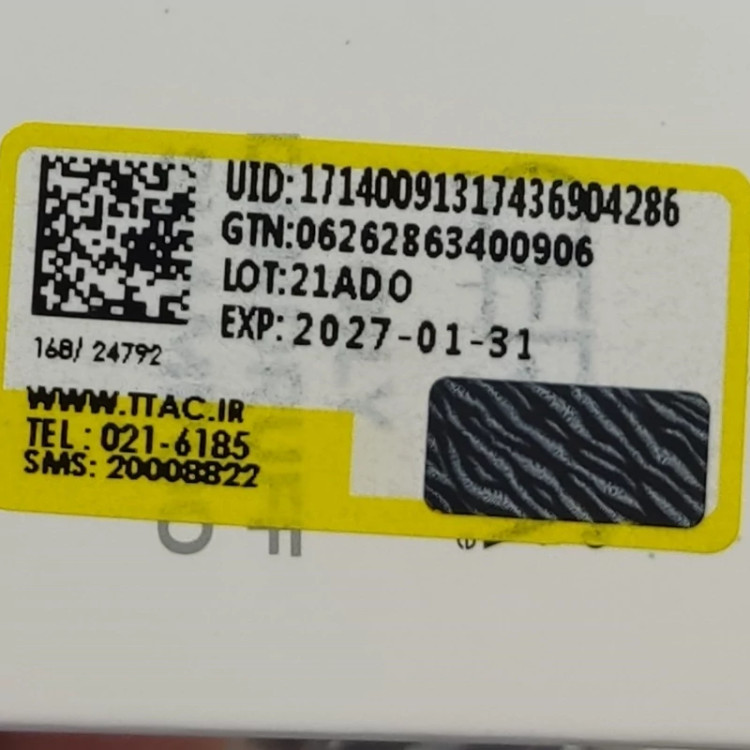 UID:17140091317436904286
GTN:06262863400906
LOT:21ADO
EXP: 2027-01-31
168/ 24792
WWW.TTAC.IR
TEL : 021-6185
SMS: 20008822